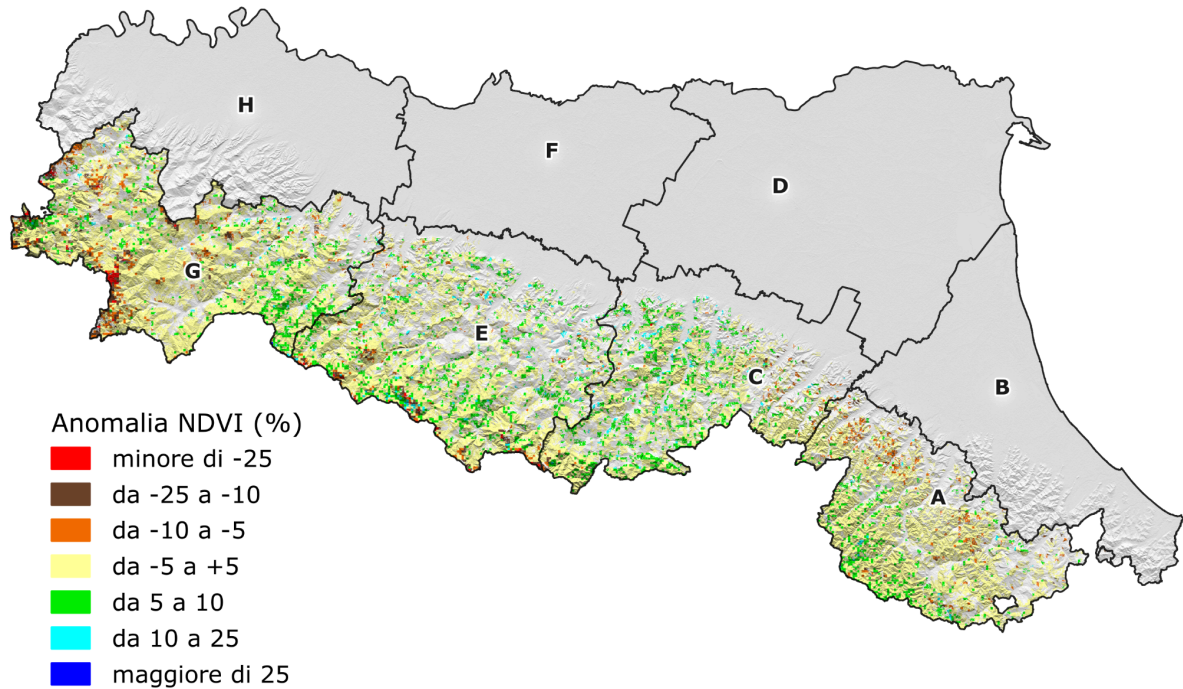 H
F
D
G
E
C
B
A
Anomalia NDVI (%)
minore di -25
da -25 a -10
da -10 a -5
da -5 a +5
da 5 a 10
da 10 a 25
maggiore di 25